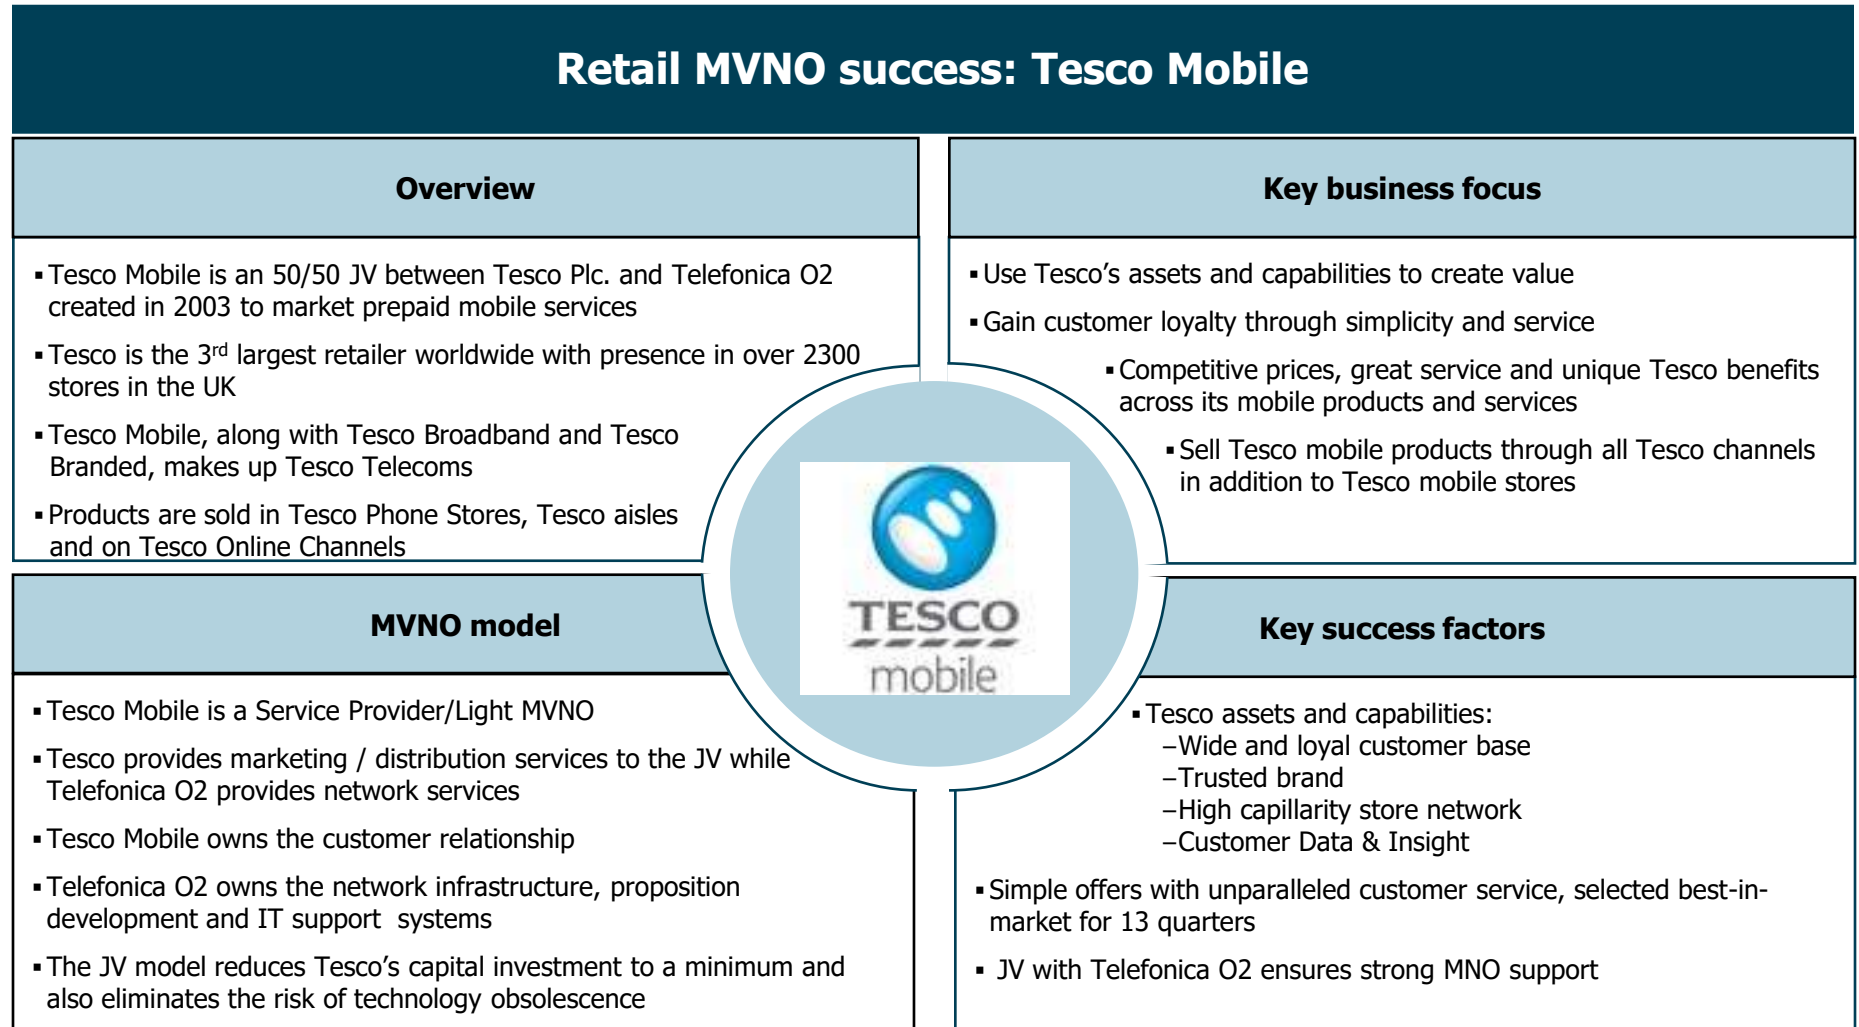 Retail MVNO success: Tesco Mobile
Overview
▪Tesco Mobile is an 50/50 JV between Tesco Plc. and Telefonica O2
created in 2003 to market prepaid mobile services
▪Tesco is the 3rd largest retailer worldwide with presence in over 2300
stores in the UK
▪Tesco Mobile, along with Tesco Broadband and Tesco
Branded, makes up Tesco Telecoms
▪Products are sold in Tesco Phone Stores, Tesco aisles
and on Tesco Online Channels
Key business focus
▪Use Tesco’s assets and capabilities to create value
▪Gain customer loyalty through simplicity and service
▪Competitive prices, great service and unique Tesco benefits
across its mobile products and services
▪Sell Tesco mobile products through all Tesco channels
in addition to Tesco mobile stores
TESCO
mobile
MVNO model
▪Tesco Mobile is a Service Provider/Light MVNO
▪Tesco provides marketing / distribution services to the JV while
Telefonica O2 provides network services
▪Tesco Mobile owns the customer relationship
▪Telefonica O2 owns the network infrastructure, proposition
development and IT support systems
▪The JV model reduces Tesco’s capital investment to a minimum and
also eliminates the risk of technology obsolescence
Key success factors
▪Tesco assets and capabilities:
–Wide and loyal customer base
–Trusted brand
–High capillarity store network
–Customer Data & Insight
▪Simple offers with unparalleled customer service, selected best-in-
market for 13 quarters
▪ JV with Telefonica O2 ensures strong MNO support